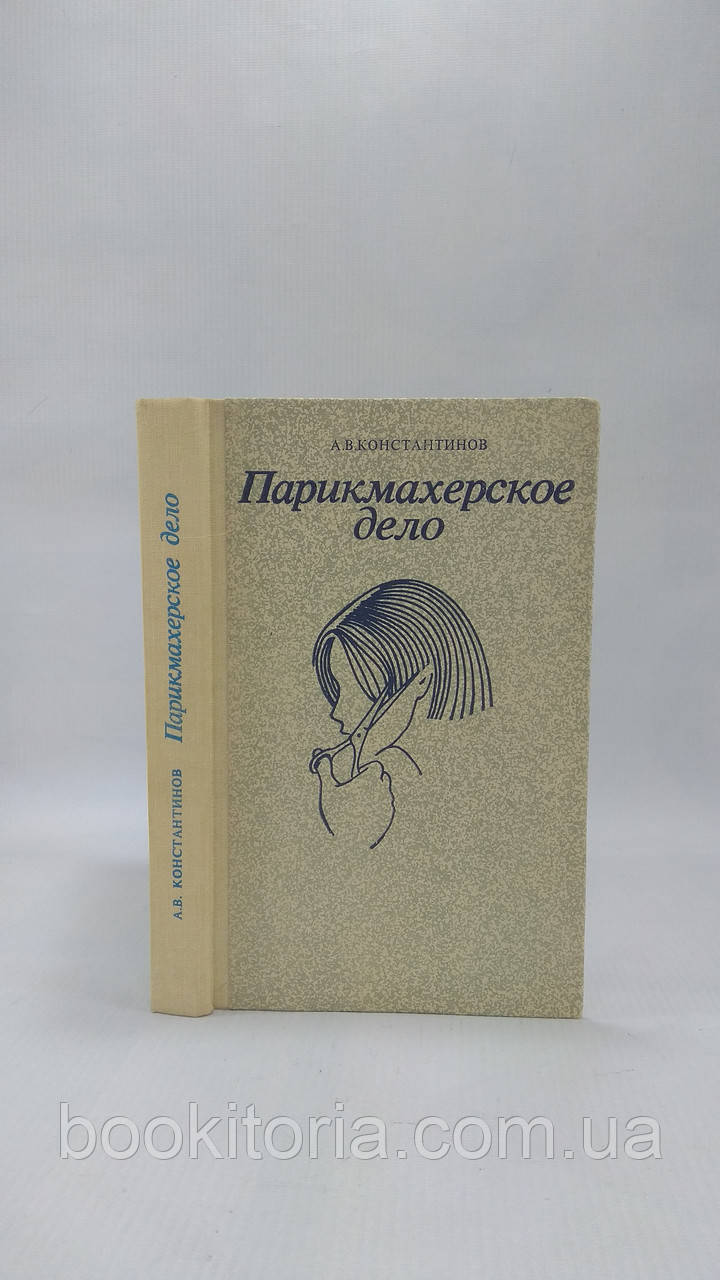 А.В.КОНСТАНТИНОВ
Парикмахерское
дело
А.В. КОНСТАНТИНОВ Парикмахерское дело
bookitoria.com.ua